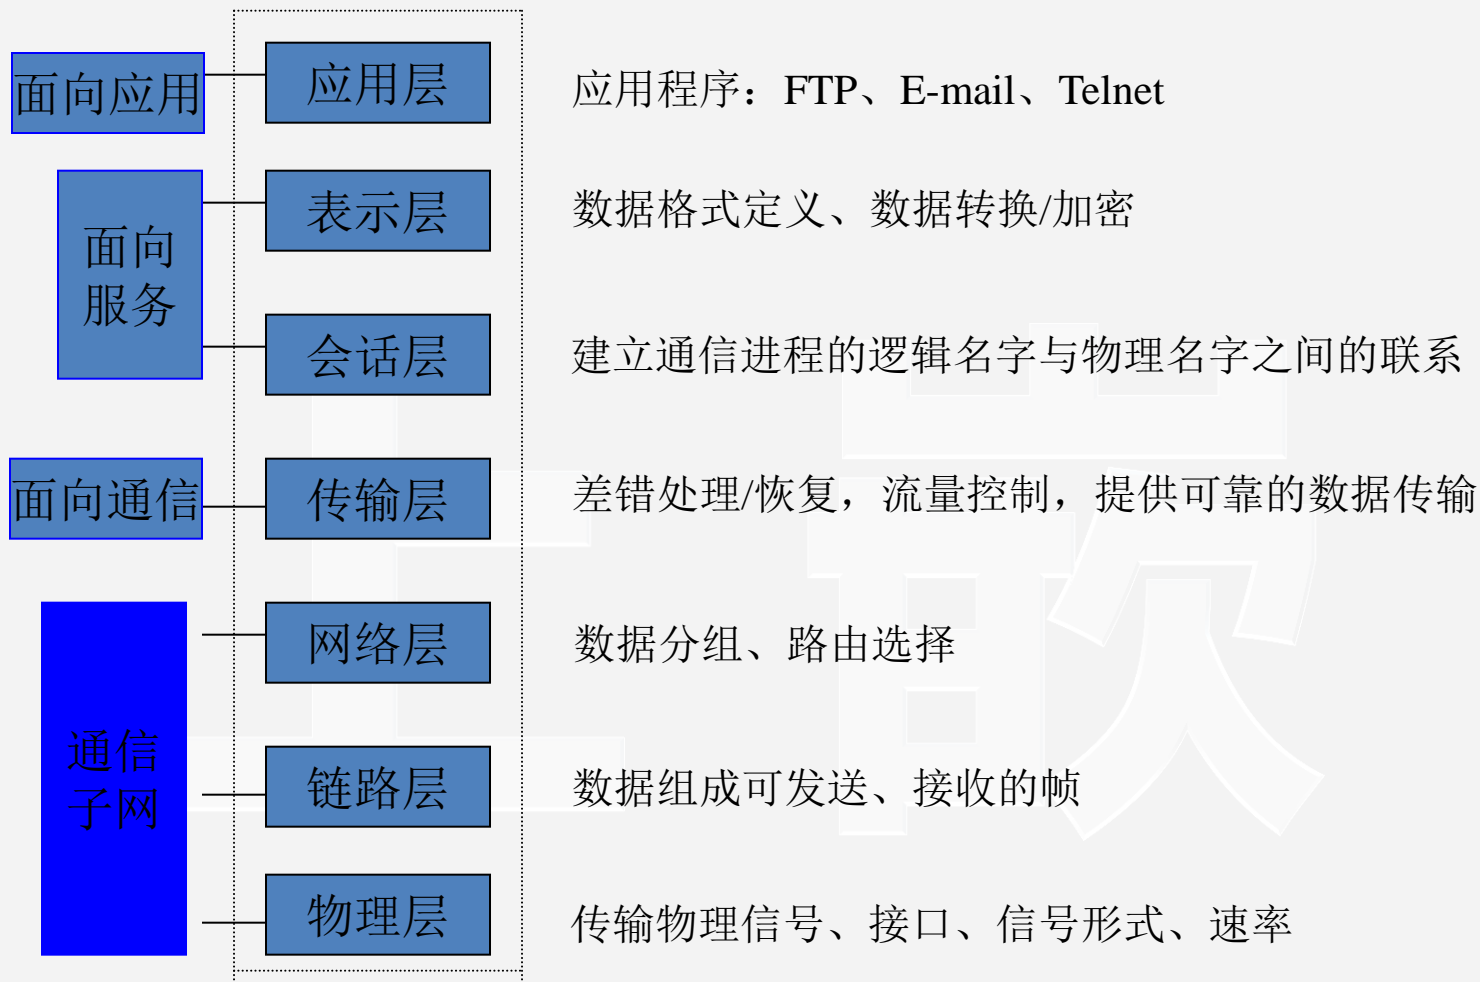 面向应用
应用层
应用程序：FTP、E-mail、Telnet
面向
服务
表示层
数据格式定义、数据转换/加密
会话层
建立通信进程的逻辑名字与物理名字之间的联系
面向通信
传输层
差错处理/恢复，流量控制，提供可靠的数据传输
通信
子网
网络层
数据分组、路由选择
链路层
数据组成可发送、接收的帧
物理层
传输物理信号、接口、信号形式、速率
上嵌